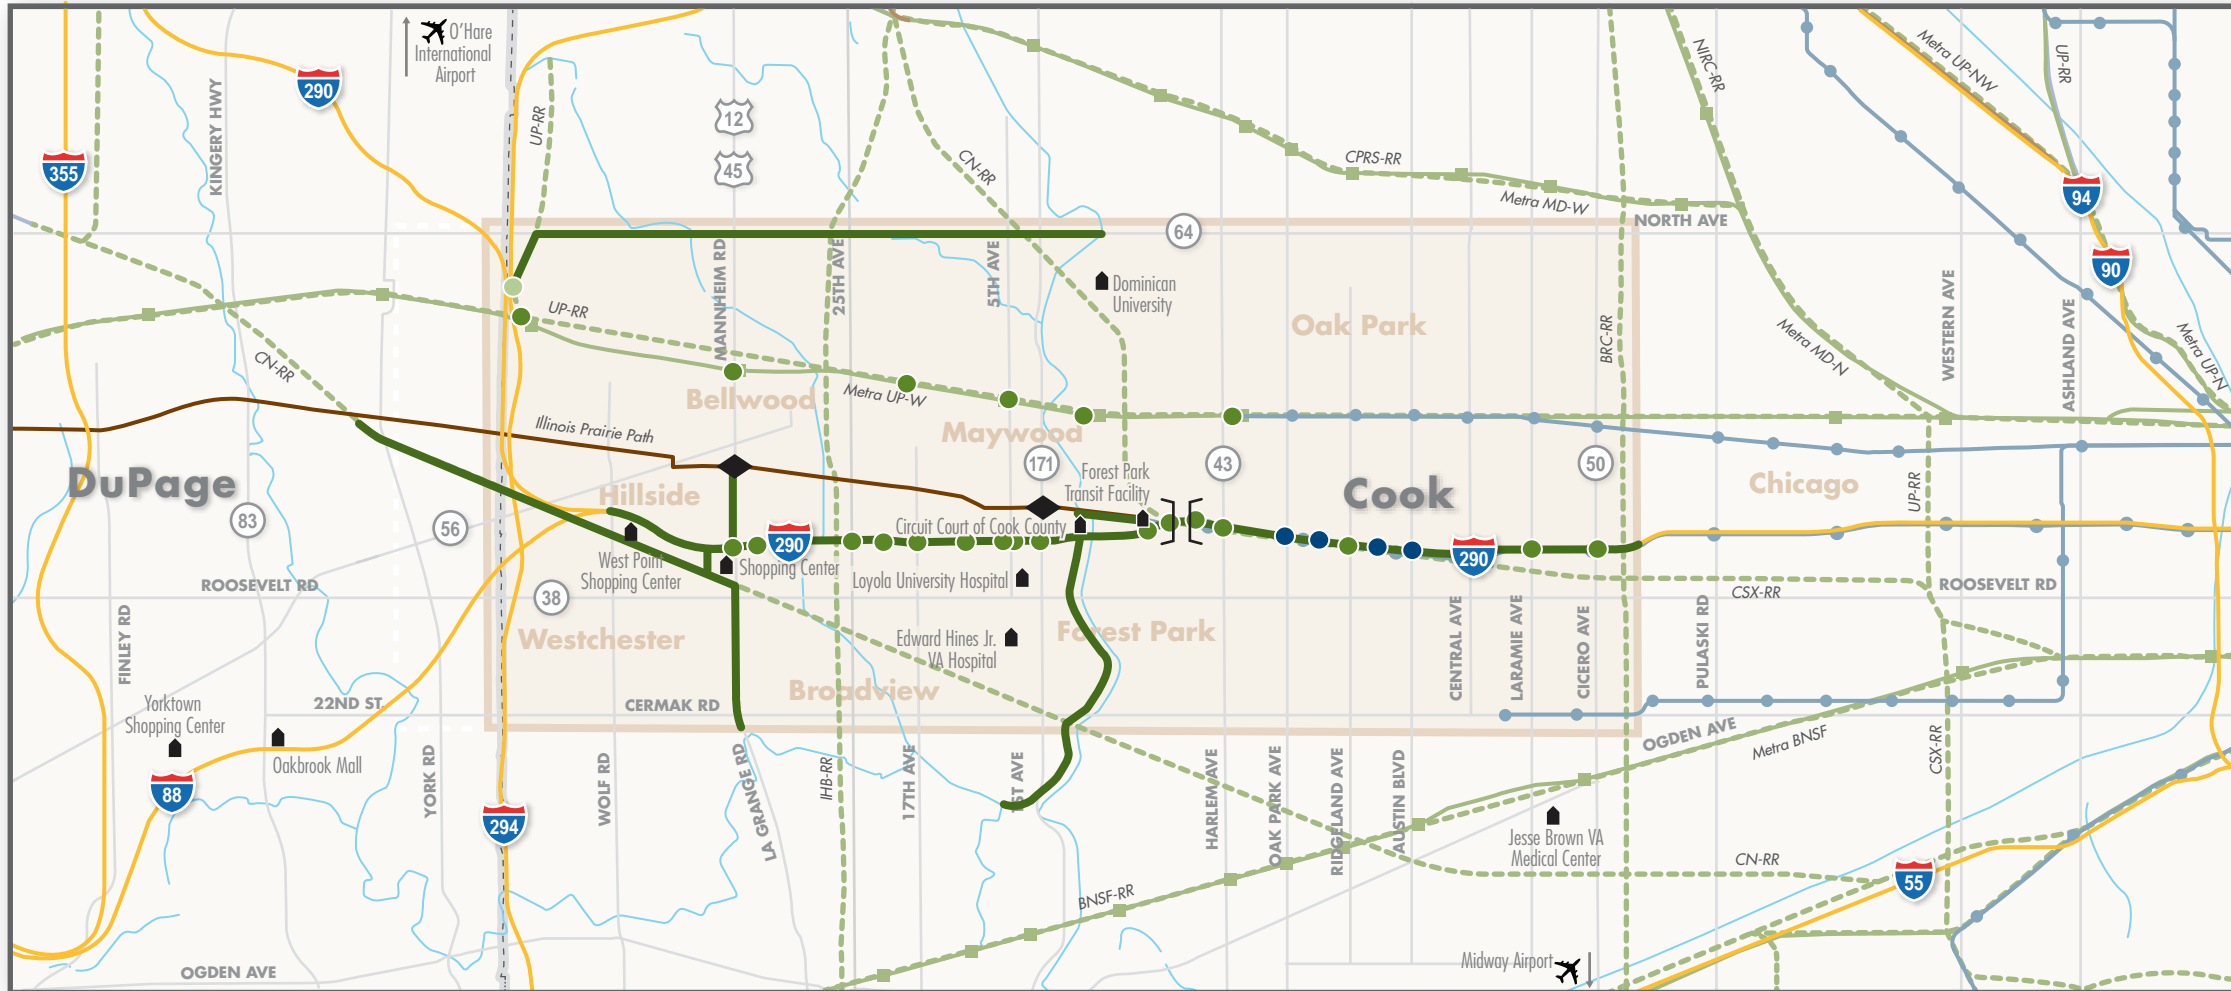 O'Hare
International
Airport
290
355
KINGERY HWY
UP-RR
12
45
CN-RR
CPRS-RR
Metra MD-W
NIRC-RR
Metra UP-NW
UP-RR
94
90
NORTH AVE
64
MANNHEIM RD
25TH AVE
5TH AVE
Dominican
University
Oak Park
BRC-RR
Metra MD-N
WESTERN AVE
ASHLAND AVE
Metra UP-N
UP-RR
CN-RR
Bellwood
Metra UP-W
Maywood
Illinois Prairie Path
171
43
50
Forest Park
Transit Facility
Cook
Chicago
UP-RR
DuPage
83
56
Hillside
Circuit Court of Cook County
290
290
West Point
Shopping Center
Shopping Center
Loyola University Hospital
ROOSEVELT RD
38
ROOSEVELT RD
CSX-RR
Westchester
Edward Hines Jr.
VA Hospital
Forest Park
FINLEY RD
CENTRAL AVE
LARAMIE AVE
CICERO AVE
PULASKI RD
Broadview
22ND ST
CERMAK RD
Yorktown
Shopping Center
Oakbrook Mall
88
YORK RD
294
WOLF RD
LA GRANGE RD
IHB-RR
17TH AVE
1ST AVE
HARLEM AVE
OAK PARK AVE
RIDGELAND AVE
AUSTIN BLVD
OGDEN AVE
Metra BNSF
CSX-RR
Jesse Brown VA
Medical Center
CN-RR
55
BNSF-RR
Midway Airport
OGDEN AVE